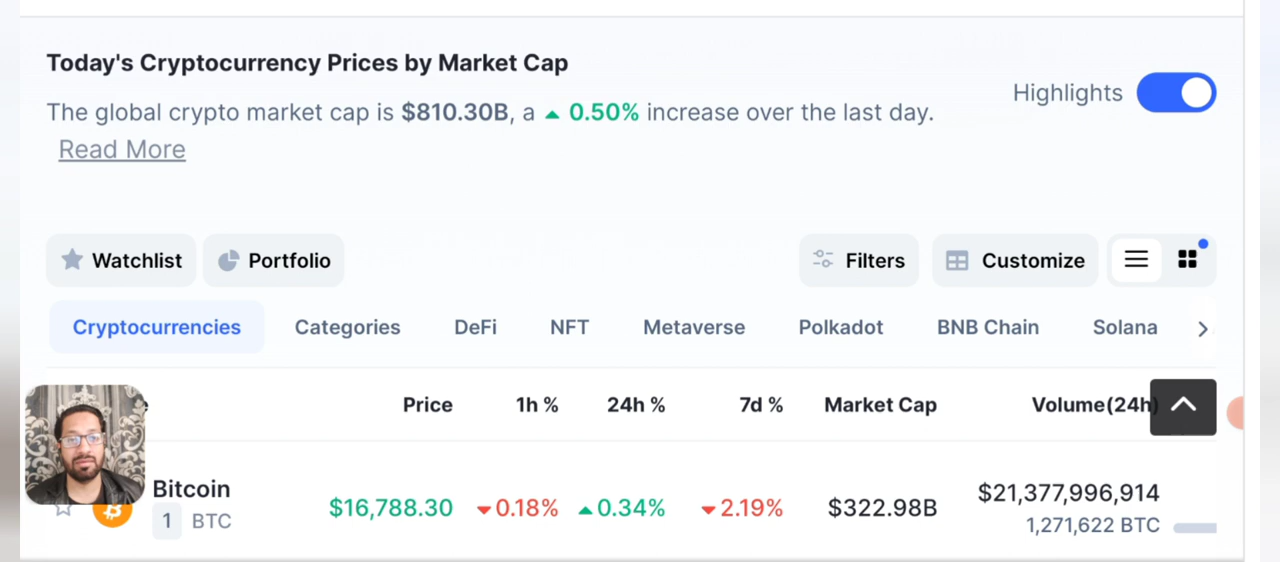 Today's Cryptocurrency Prices by Market Cap
Highlights
The global crypto market cap is $810.30B, a ▲ 0.50% increase over the last day.
Read More
Watchlist Portfolio Filters Customize
Cryptocurrencies Categories DeFi NFT Metaverse Polkadot BNB Chain Solana
Price 1h % 24h % 7d % Market Cap Volume(24h)
Bitcoin
$16,788.30 ▼0.18% ▲0.34% ▼2.19% $322.98B $21,377,996,914
1 BTC 1,271,622 BTC